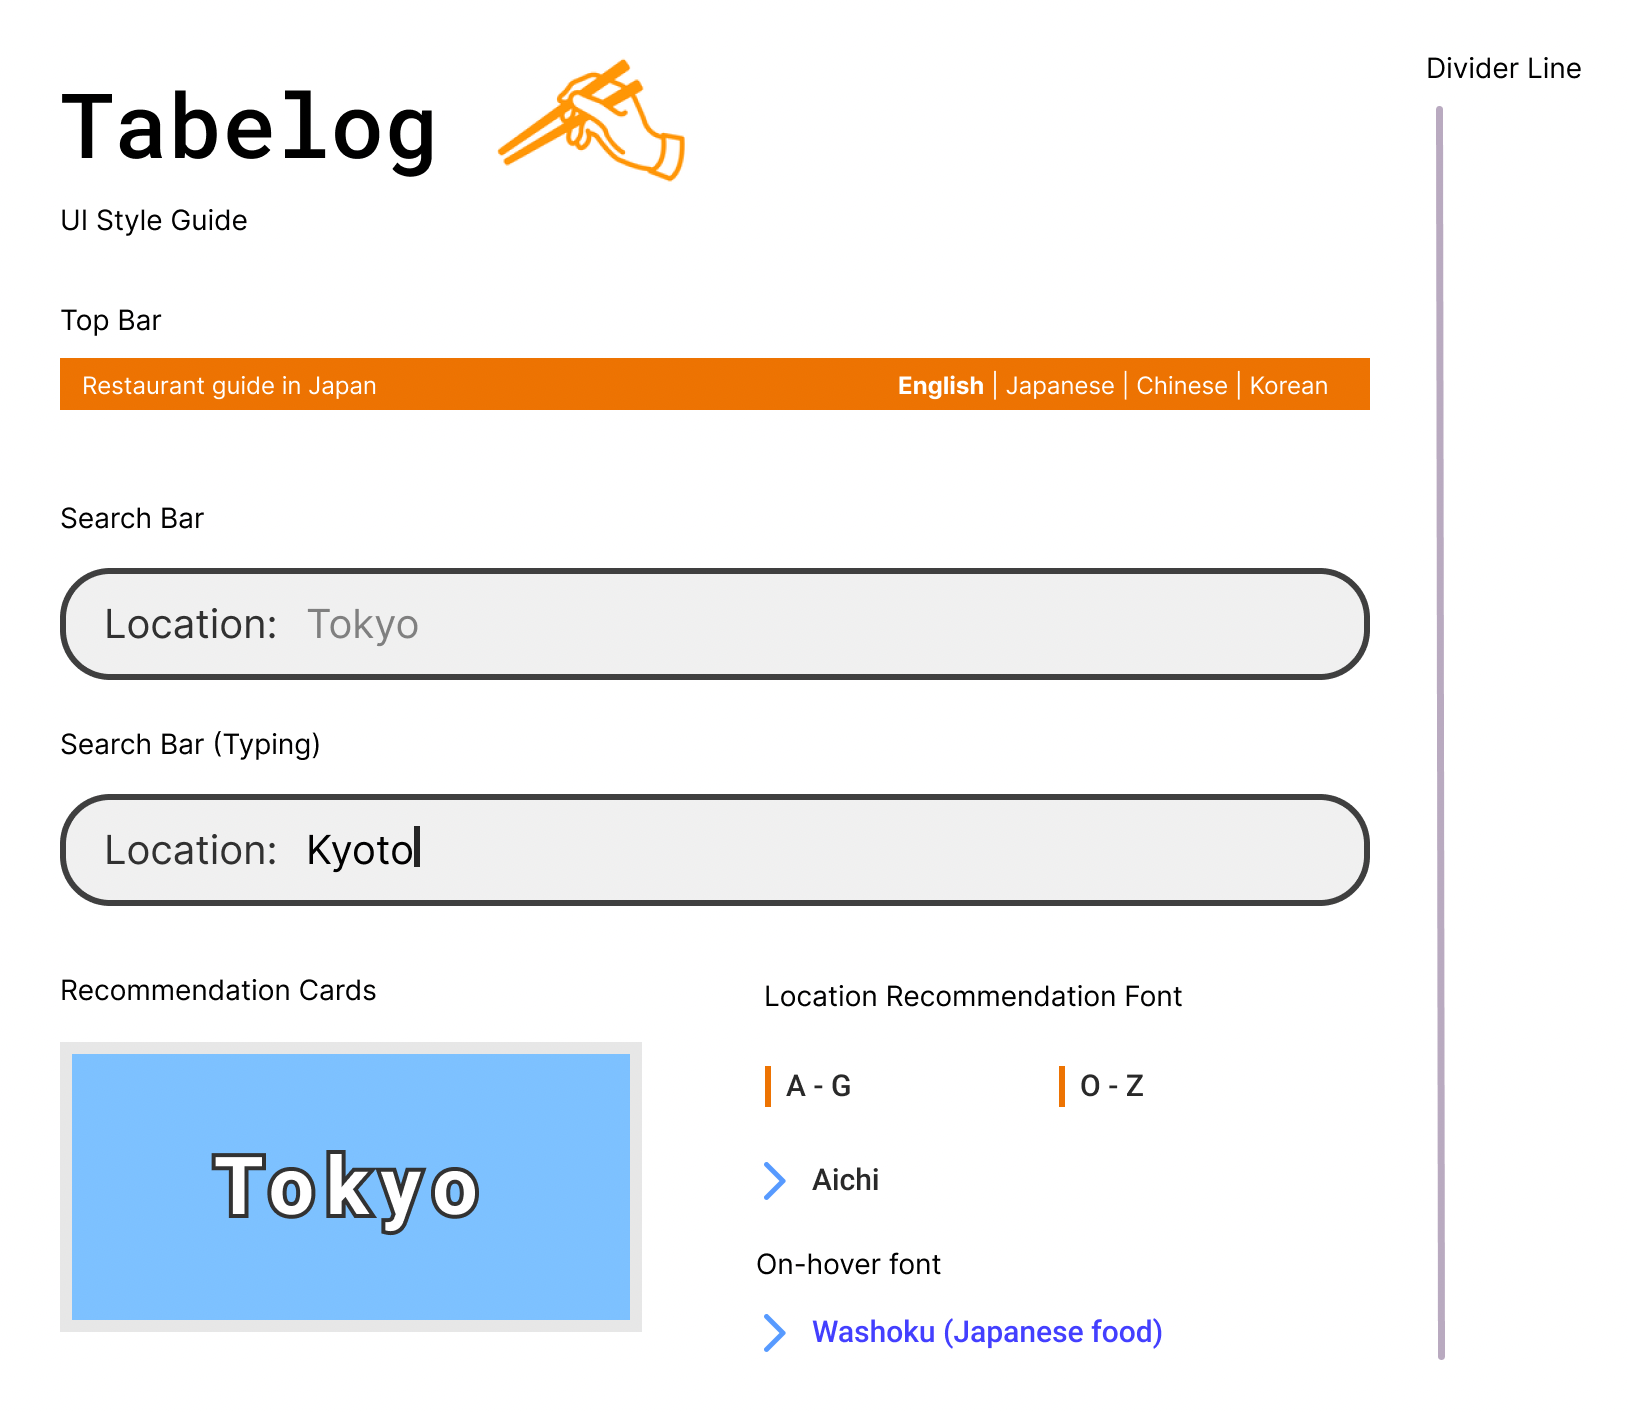 Tabelog
UI Style Guide
Divider Line
Top Bar
Restaurant guide in Japan
English | Japanese | Chinese | Korean
Search Bar
Location: Tokyo
Search Bar (Typing)
Location: Kyoto
Recommendation Cards
Tokyo
Location Recommendation Font
A - G
O - Z
Aichi
On-hover font
Washoku (Japanese food)